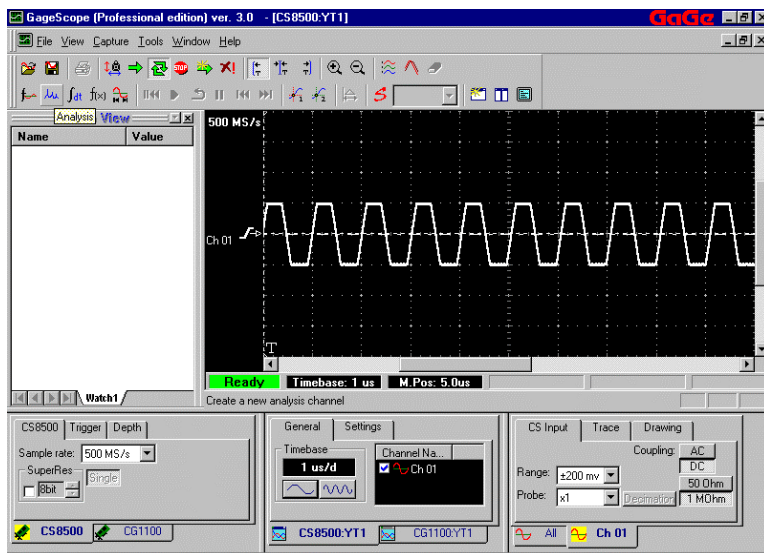 GageScope (Professional edition) ver. 3.0 - [CS8500:YT1]
GaGe
File View Capture Tools Window Help
STOP
∫dt f(x)
Analysis View
Name Value
500 MS/s
Ch 01
T
Ready Timebase: 1 us M.Pos: 5.0us
Watch1
Create a new analysis channel
CS8500 Trigger Depth
Sample rate: 500 MS/s
SuperRes
8bit Single
CS8500 CG1100
General Settings
Timebase
1 us/d
Channel Na...
Ch 01
CS8500:YT1 CG1100:YT1
CS Input Trace Drawing
Coupling: AC
DC
Range: ±200 mv
50 Ohm
Probe: x1 Decimation 1 MOhm
All Ch 01